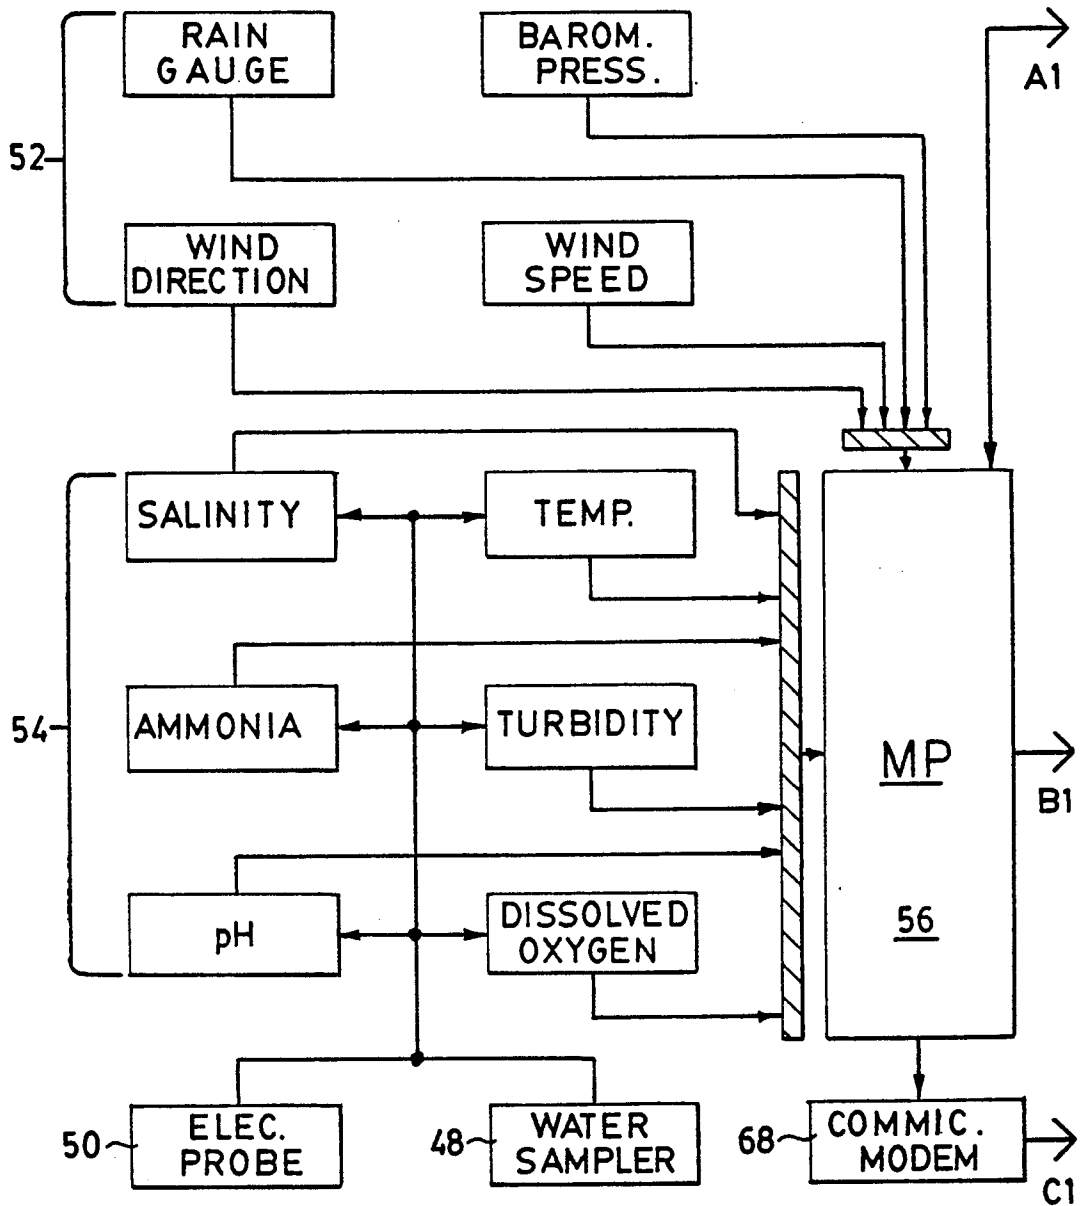 RAIN
GAUGE
BAROM.
PRESS.
A1
52
WIND
DIRECTION
WIND
SPEED
SALINITY
TEMP.
54
AMMONIA
TURBIDITY
MP
B1
pH
DISSOLVED
OXYGEN
56
50
ELEC.
PROBE
48
WATER
SAMPLER
68
COMMIC.
MODEM
C1